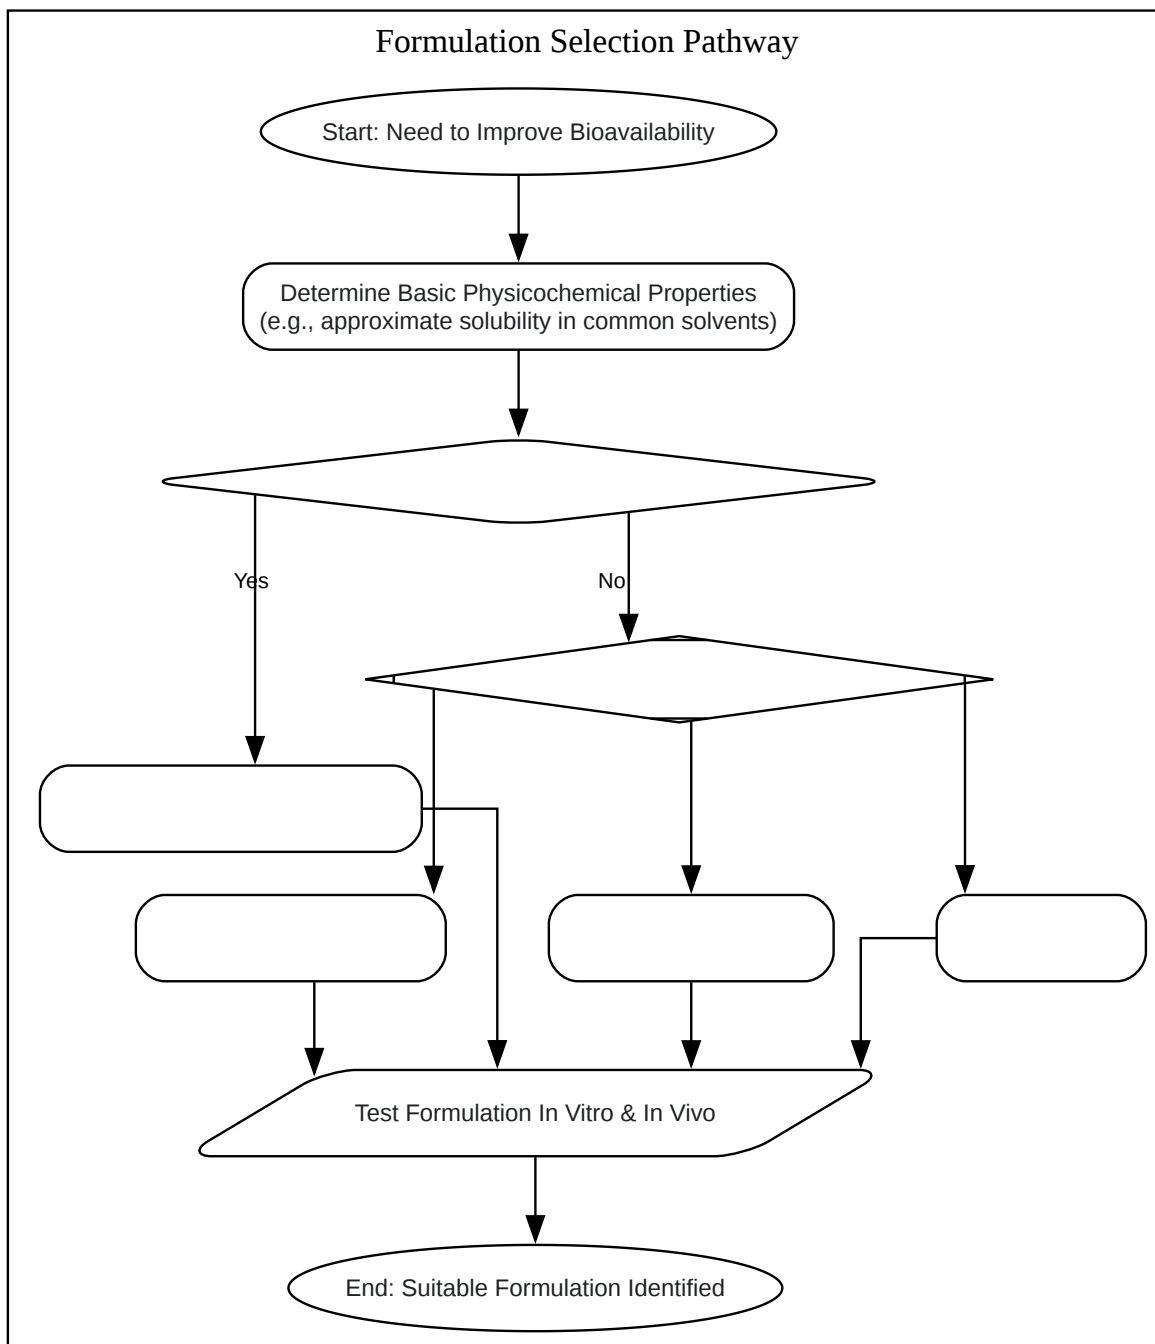 Formulation Selection Pathway
Start: Need to Improve Bioavailability
Determine Basic Physicochemical Properties
(e.g., approximate solubility in common solvents)
Yes
No
Test Formulation In Vitro & In Vivo
End: Suitable Formulation Identified